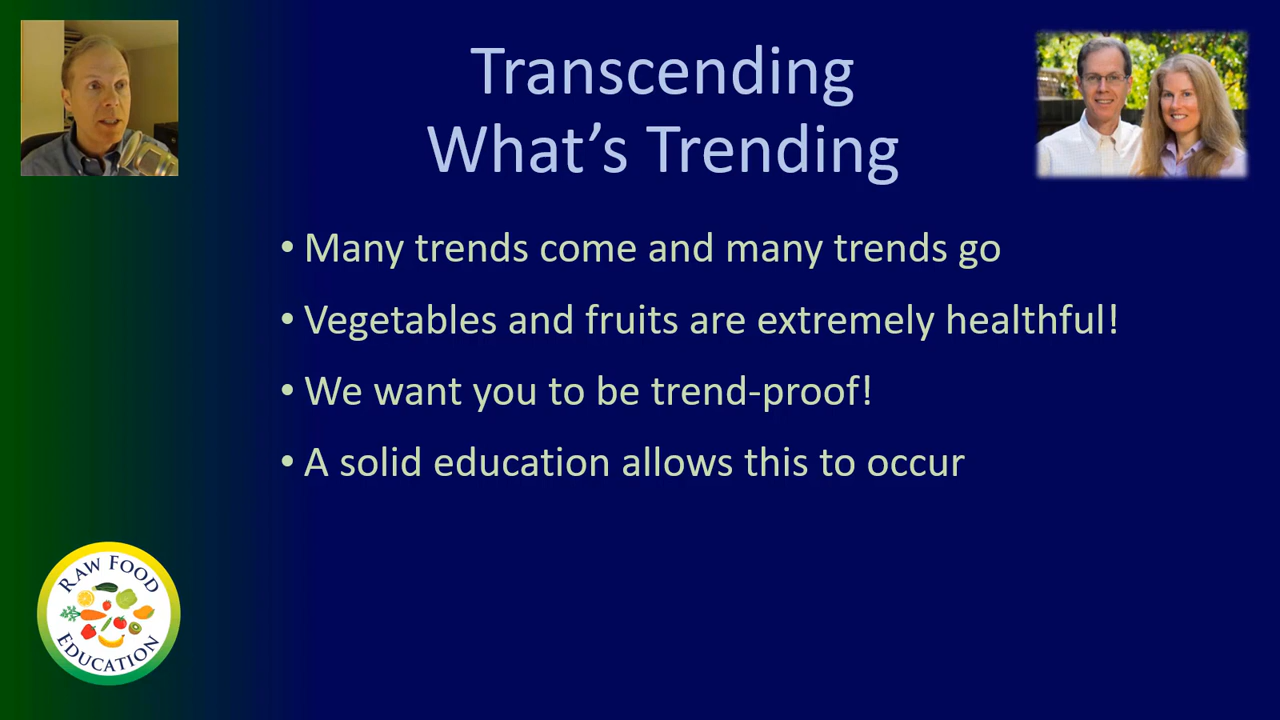 Transcending
What's Trending
• Many trends come and many trends go
• Vegetables and fruits are extremely healthful!
• We want you to be trend-proof!
• A solid education allows this to occur
RAW FOOD
EDUCATION